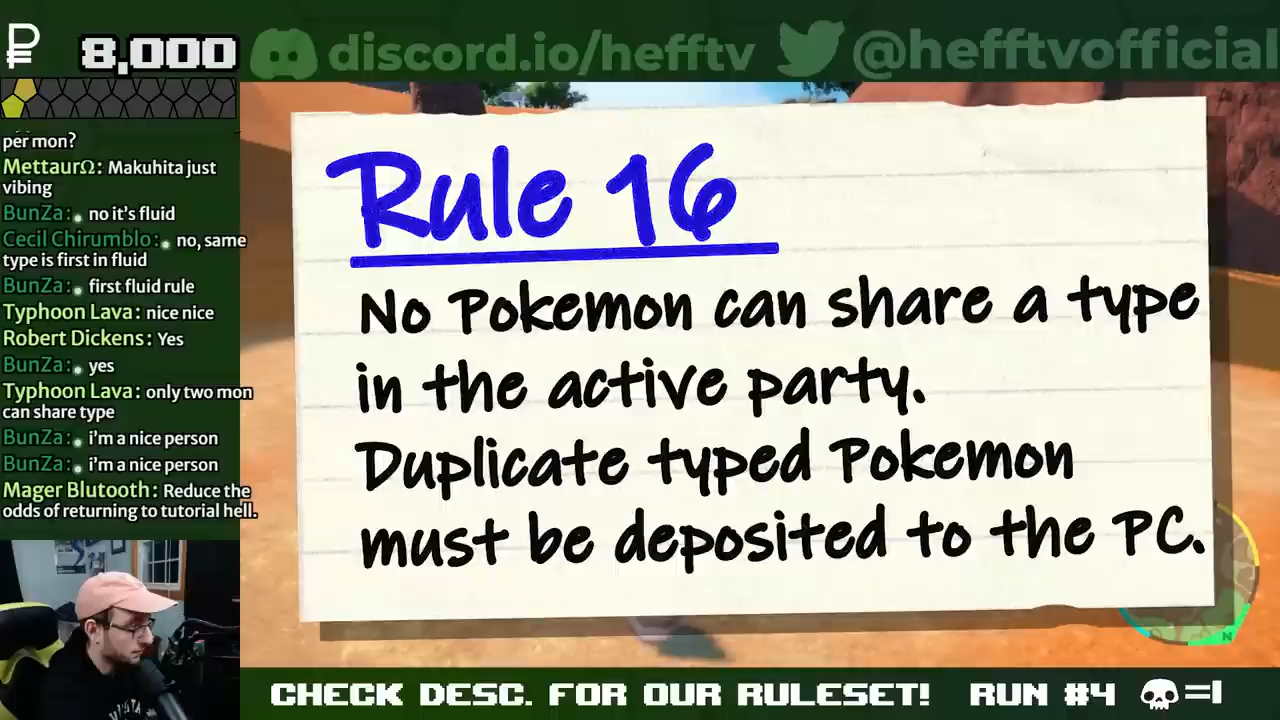 8,000
discord.io/hefftv
@hefftvofficial
per mon?
MettaurΩ: Makuhita just
vibing
BunZa: no it's fluid
Cecil Chirumblo: no, same
type is first in fluid
BunZa: first fluid rule
Typhoon Lava: nice nice
Robert Dickens: Yes
BunZa: yes
Typhoon Lava: only two mon
can share type
BunZa: i'm a nice person
BunZa: i'm a nice person
Mager Blutooth: Reduce the
odds of returning to tutorial hell.
Rule 16
No Pokemon can share a type
in the active party.
Duplicate typed Pokemon
must be deposited to the PC.
N
CHECK DESC. FOR OUR RULESET! RUN #4 =1